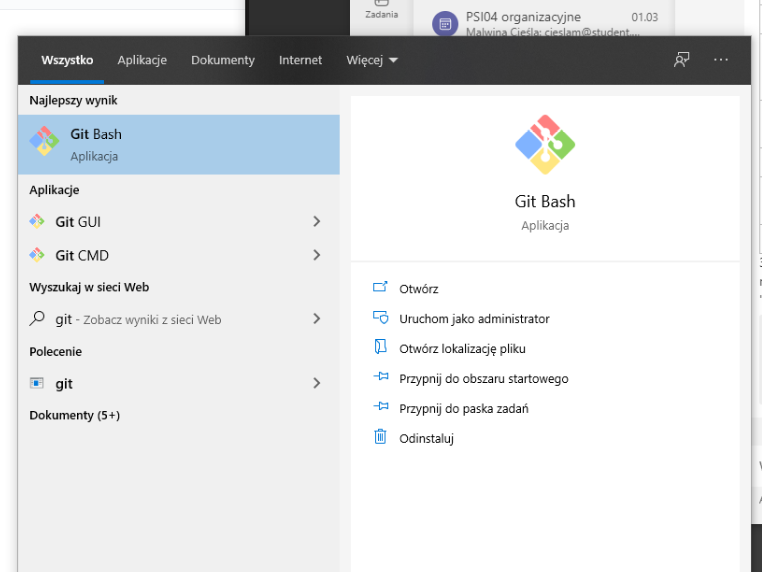 Zadania
PSI04 organizacyjne 01.03
Malwina Cieśla: cieslam@student....
Wszystko Aplikacje Dokumenty Internet Więcej
Najlepszy wynik
Git Bash
Aplikacja
Aplikacje
Git GUI
Git CMD
Wyszukaj w sieci Web
git - Zobacz wyniki z sieci Web
Polecenie
git
Dokumenty (5+)
Git Bash
Aplikacja
Otwórz
Uruchom jako administrator
Otwórz lokalizację pliku
Przypnij do obszaru startowego
Przypnij do paska zadań
Odinstaluj